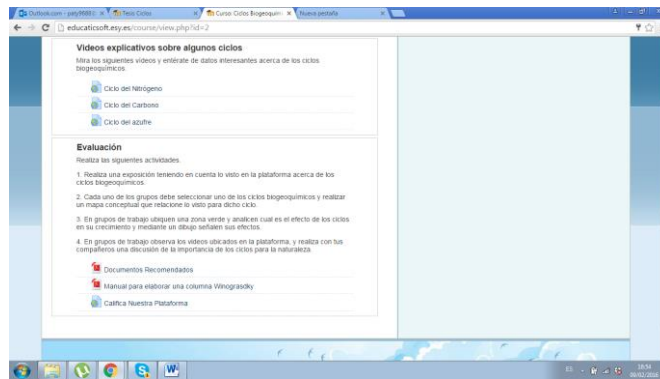 Outlook.com - paty9688@
Tesis Ciclos
Curso: Ciclos Biogeoquími
Nueva pestaña
educaticsoft.esy.es/course/view.php?id=2
Videos explicativos sobre algunos ciclos
Mira los siguientes videos y entérate de datos interesantes acerca de los ciclos
biogeoquímicos.
Ciclo del Nitrógeno
Ciclo del Carbono
Ciclo del azufre
Evaluación
Realiza las siguientes actividades.
1. Realiza una exposición teniendo en cuenta lo visto en la plataforma acerca de los
ciclos biogeoquímicos.
2. Cada uno de los grupos debe seleccionar uno de los ciclos biogeoquímicos y realizar
un mapa conceptual que relacione lo visto para dicho ciclo.
3. En grupos de trabajo ubiquen una zona verde y analicen cual es el efecto de los ciclos
en su crecimiento y mediante un dibujo señalen sus efectos.
4. En grupos de trabajo observa los videos ubicados en la plataforma, y realiza con tus
compañeros una discusión de la importancia de los ciclos para la naturaleza.
Documentos Recomendados
Manual para elaborar una columna Winogradsky
Califica Nuestra Plataforma
ES
18:54